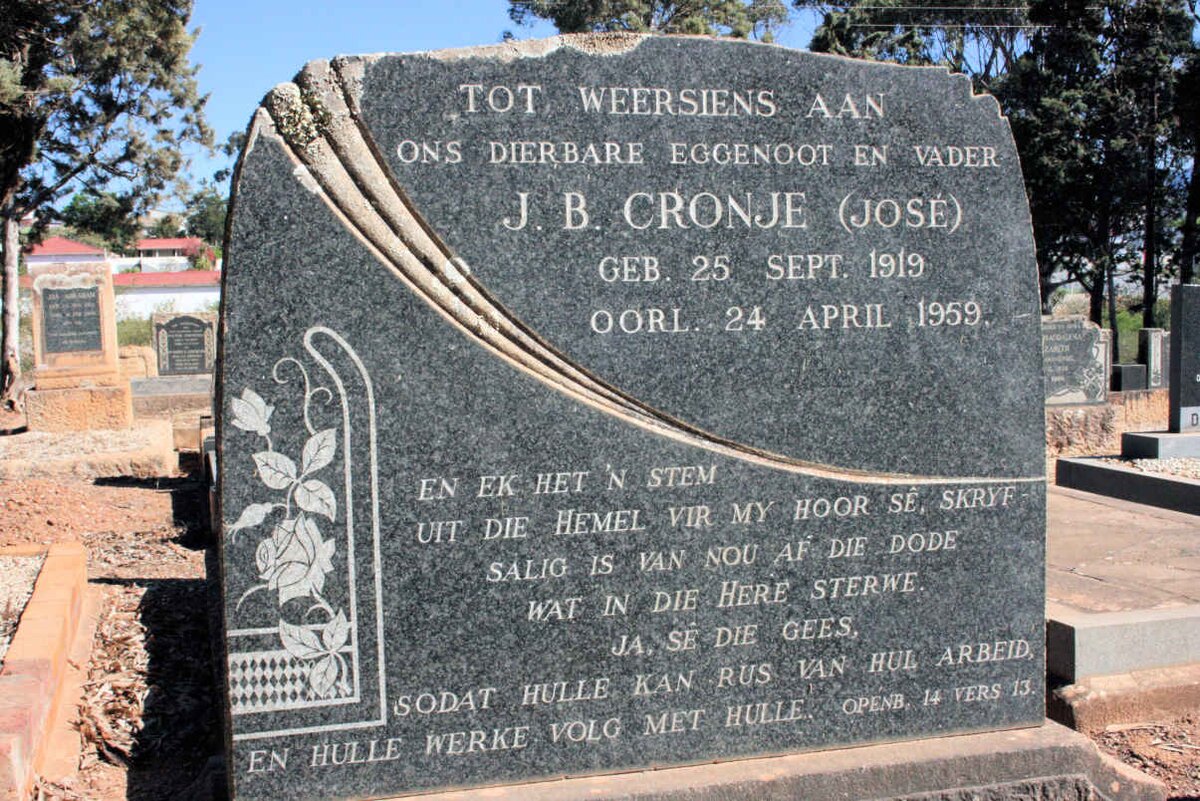 TOT WEERSIENS AAN
ONS DIERBARE EGGENOOT EN VADER
J. B. CRONJE (JOSÉ)
GEB. 25 SEPT. 1919
OORL. 24 APRIL 1959.
EN EK HET 'N STEM
UIT DIE HEMEL VIR MY HOOR SÊ, SKRYF-
SALIG IS VAN NOU AF DIE DODE
WAT IN DIE HERE STERWE.
JA, SÊ DIE GEES,
SODAT HULLE KAN RUS VAN HUL ARBEID,
EN HULLE WERKE VOLG MET HULLE. OPENB. 14 VERS 13.